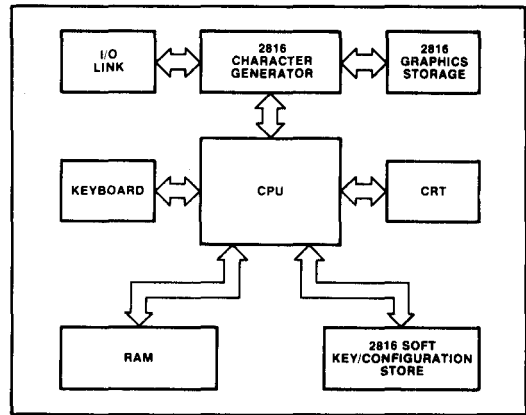 I/O
LINK
2816
CHARACTER
GENERATOR
2816
GRAPHICS
STORAGE
KEYBOARD
CPU
CRT
RAM
2816 SOFT
KEY/CONFIGURATION
STORE